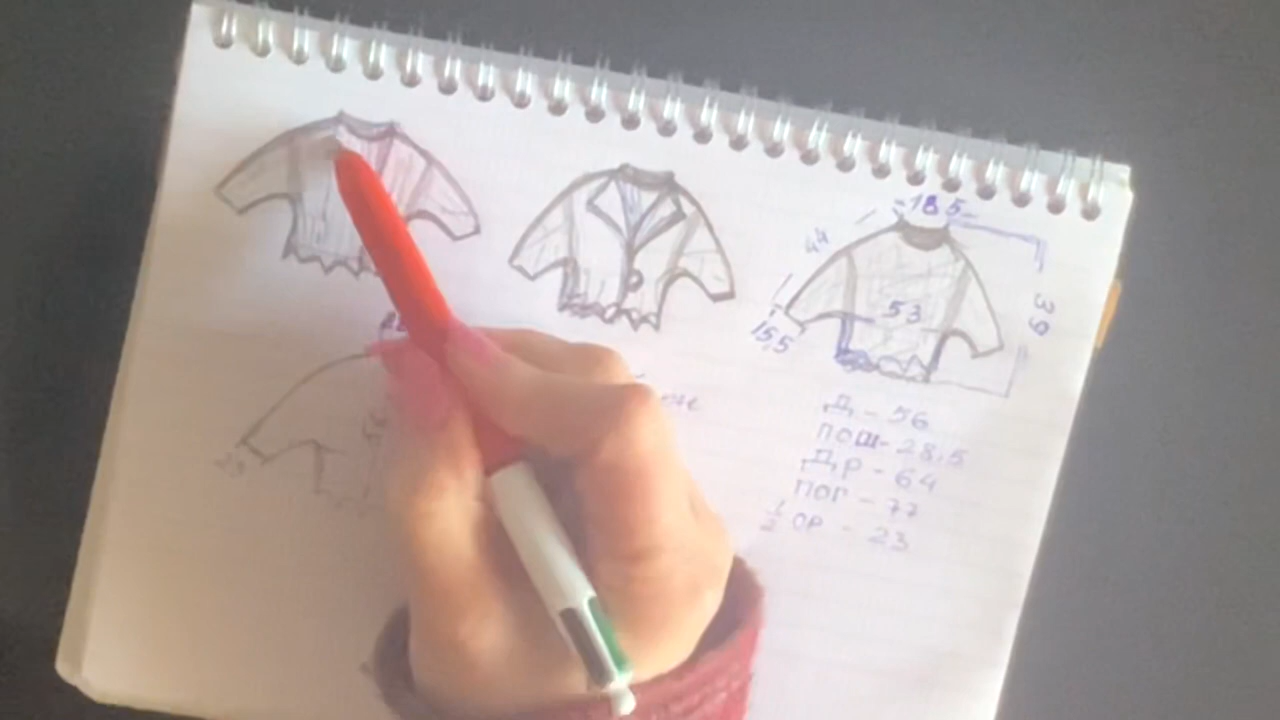 18,5
44
39
53
15,5
Д - 56
ПОШ - 28,5
ДР - 64
ПОГ - 77
1/2 ОР - 23